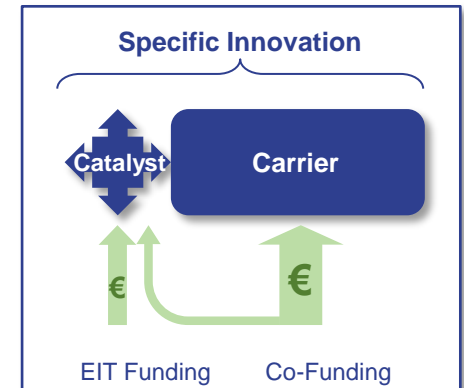 Specific Innovation
Catalyst Carrier
€ €
EIT Funding Co-Funding